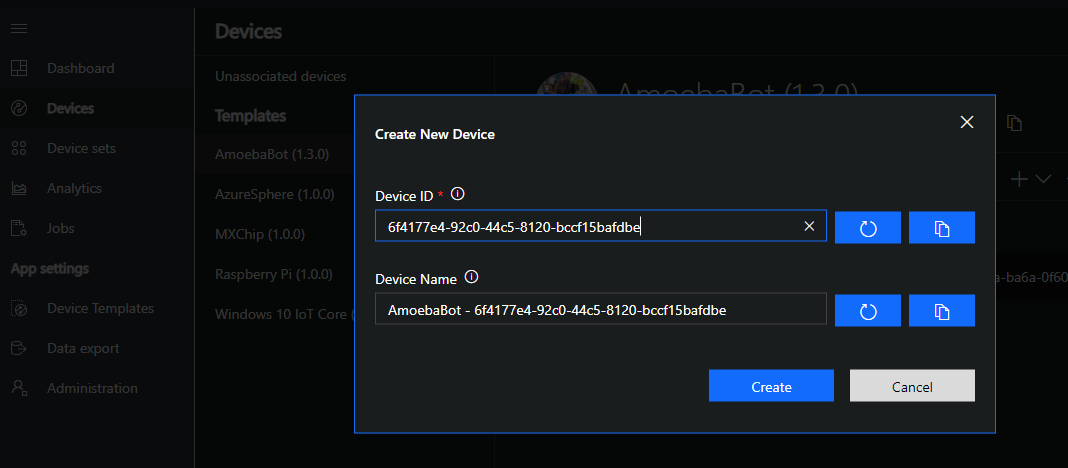 Devices
Dashboard
Devices
Device sets
Analytics
Jobs
App settings
Device Templates
Data export
Administration
Unassociated devices
Templates
AmoebaBot (1.3.0)
AzureSphere (1.0.0)
MXChip (1.0.0)
Raspberry Pi (1.0.0)
Windows 10 IoT Core (
AmoebaBot (1.3.0)
a-ba6a-0f60
Create New Device
Device ID *
6f4177e4-92c0-44c5-8120-bccf15bafdbe
Device Name
AmoebaBot - 6f4177e4-92c0-44c5-8120-bccf15bafdbe
Create
Cancel